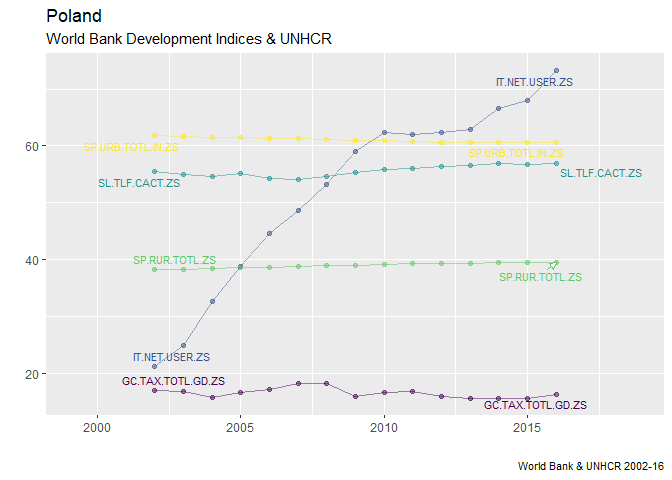 Poland
World Bank Development Indices & UNHCR
IT.NET.USER.ZS
60
SP.URB.TOTL.IN.ZS
SP.URB.TOTL.IN.ZS
SL.TLF.CACT.ZS
SL.TLF.CACT.ZS
40
SP.RUR.TOTL.ZS
SP.RUR.TOTL.ZS
IT.NET.USER.ZS
20
GC.TAX.TOTL.GD.ZS
GC.TAX.TOTL.GD.ZS
2000 2005 2010 2015
World Bank & UNHCR 2002-16